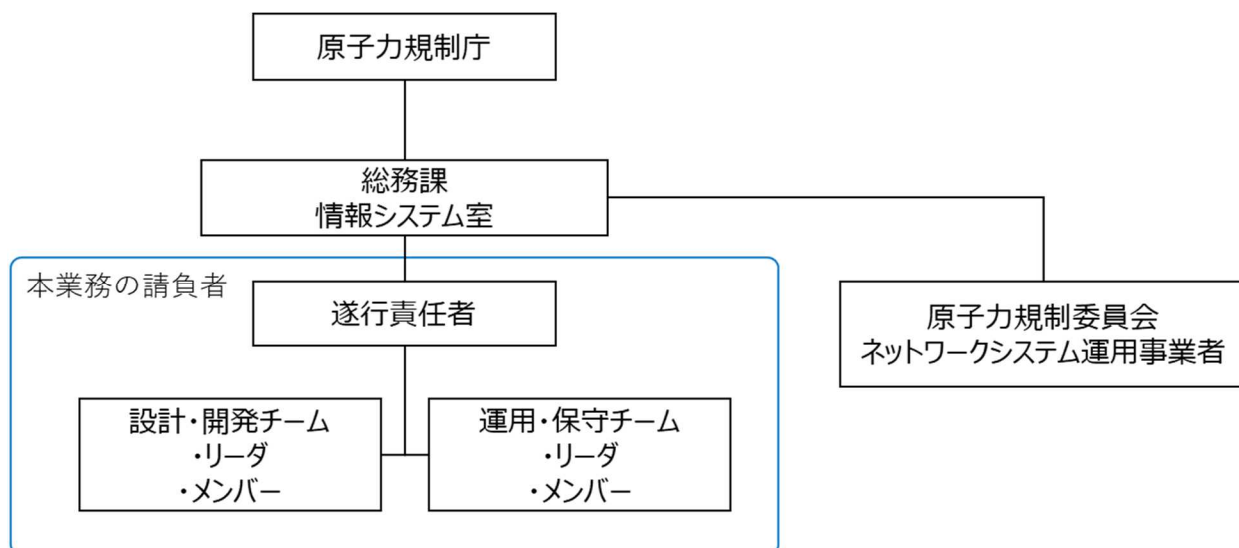 原子力規制庁
総務課
情報システム室
本業務の請負者
遂行責任者
原子力規制委員会
ネットワークシステム運用事業者
設計・開発チーム
・リーダ
・メンバー
運用・保守チーム
・リーダ
・メンバー